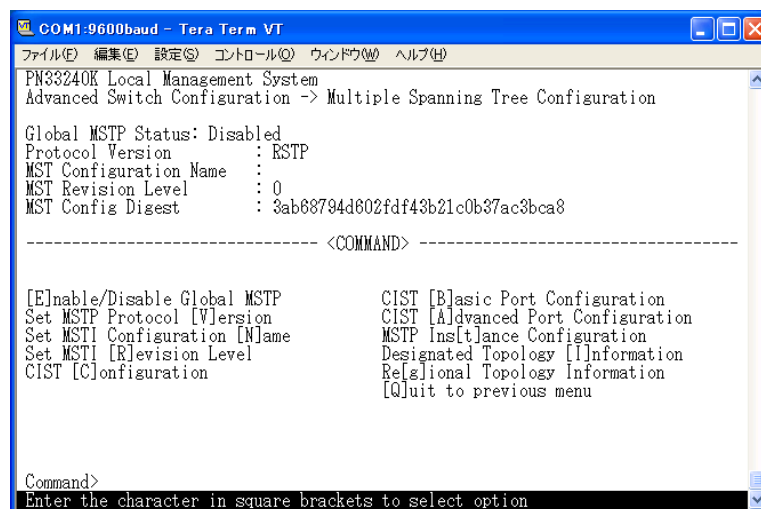 COM1:9600baud - Tera Term VT
ファイル(F) 編集(E) 設定(S) コントロール(O) ウィンドウ(W) ヘルプ(H)
PN33240K Local Management System
Advanced Switch Configuration -> Multiple Spanning Tree Configuration
Global MSTP Status: Disabled
Protocol Version : RSTP
MST Configuration Name :
MST Revision Level : 0
MST Config Digest : 3ab68794d602fdf43b21c0b37ac3bca8
-------------------------------- <COMMAND> -----------------------------------
[E]nable/Disable Global MSTP CIST [B]asic Port Configuration
Set MSTP Protocol [V]ersion CIST [A]dvanced Port Configuration
Set MSTI Configuration [N]ame MSTP Ins[t]ance Configuration
Set MSTI [R]evision Level Designated Topology [I]nformation
CIST [C]onfiguration Re[g]ional Topology Information
[Q]uit to previous menu
Command>
Enter the character in square brackets to select option